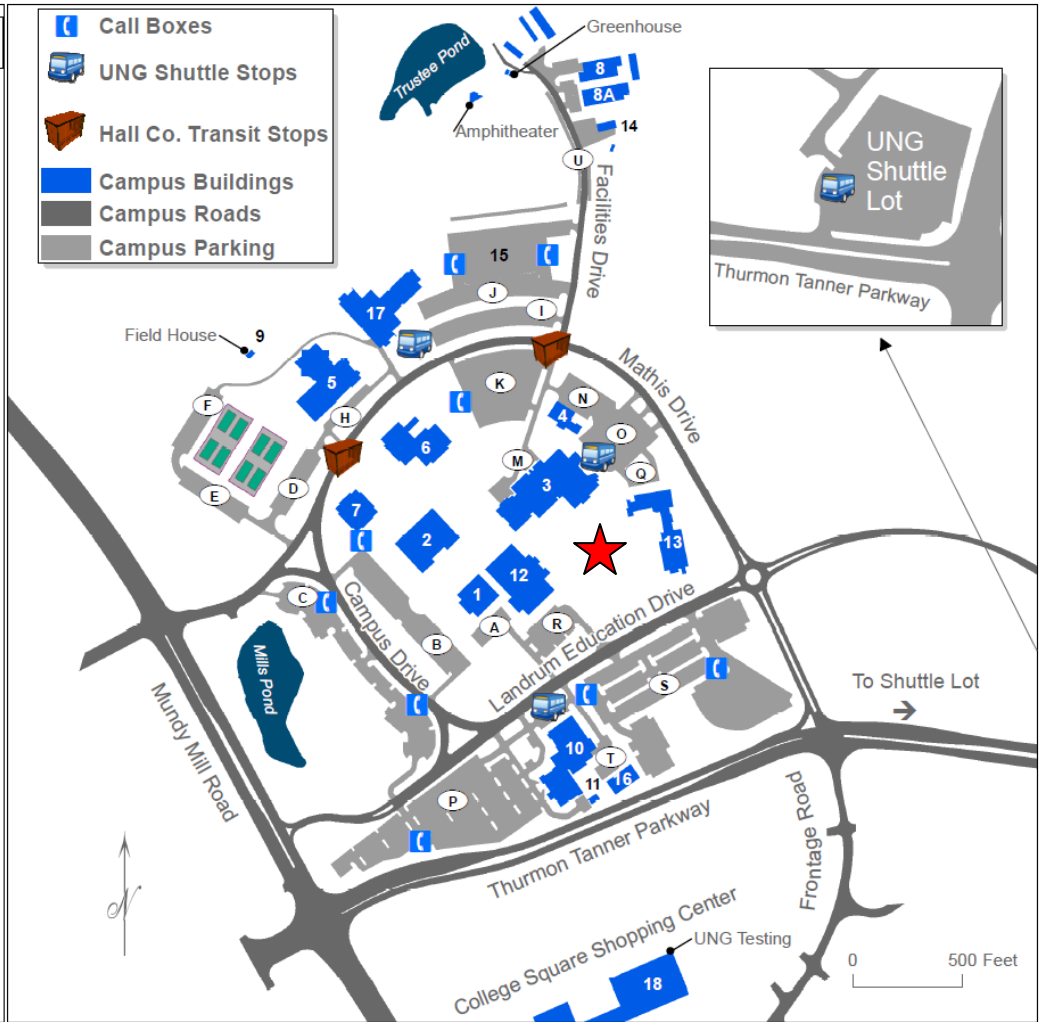 Call Boxes
UNG Shuttle Stops
Hall Co. Transit Stops
Campus Buildings
Campus Roads
Campus Parking
Greenhouse
Trustee Pond
8
8A
Amphitheater
14
U
Facilities Drive
UNG
Shuttle
Lot
Thurmon Tanner Parkway
15
J
I
17
Field House
9
5
H
F
K
Mathis Drive
N
4
O
6
M
Q
3
E
D
7
2
13
12
1
C
Campus Drive
B
A
R
Landrum Education Drive
Mills Pond
S
To Shuttle Lot
Mundy Mill Road
10
T
16
11
P
Thurmon Tanner Parkway
Frontage Road
N
College Square Shopping Center
UNG Testing
18
0
500 Feet